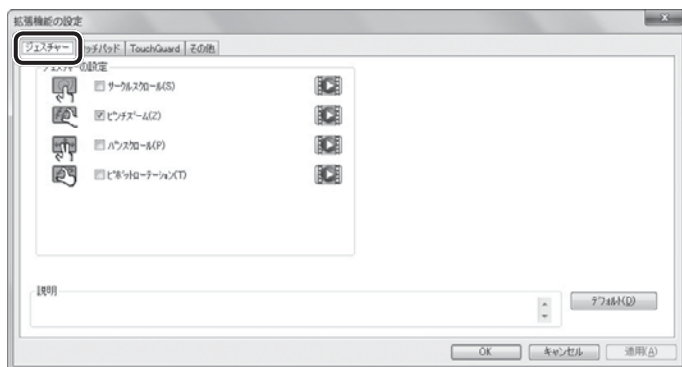 拡張機能の設定
ジェスチャー タッチパッド TouchGuard その他
ジェスチャーの設定
サークルスクロール(S)
ピンチズーム(Z)
パンスクロール(P)
ピボットローテーション(T)
説明
デフォルト(D)
OK キャンセル 適用(A)